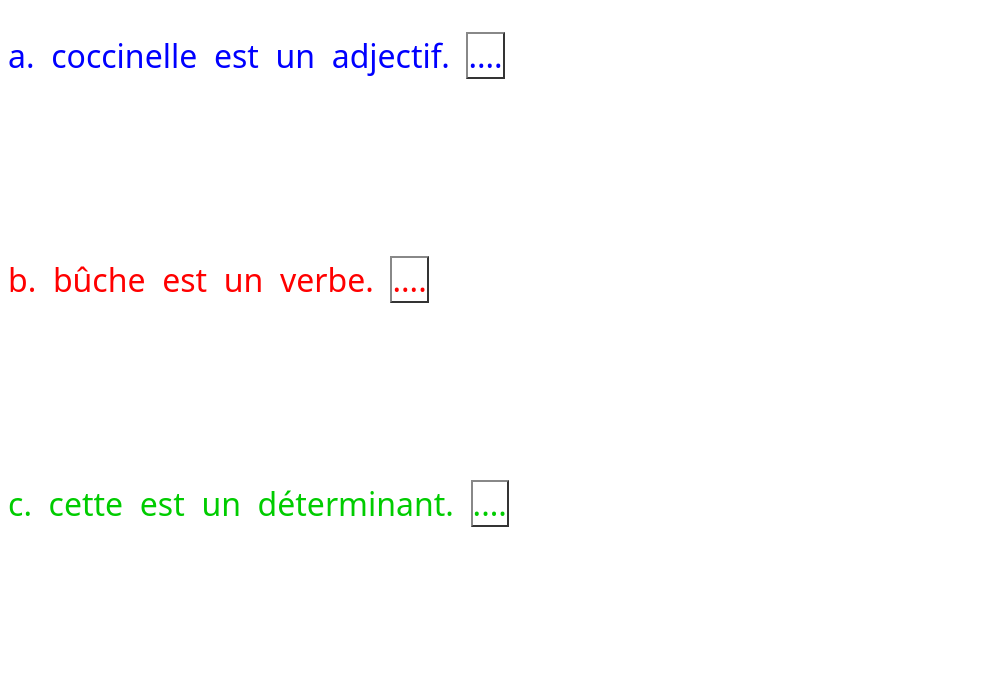 a. coccinelle est un adjectif. ....
b. bûche est un verbe. ....
c. cette est un déterminant. ....